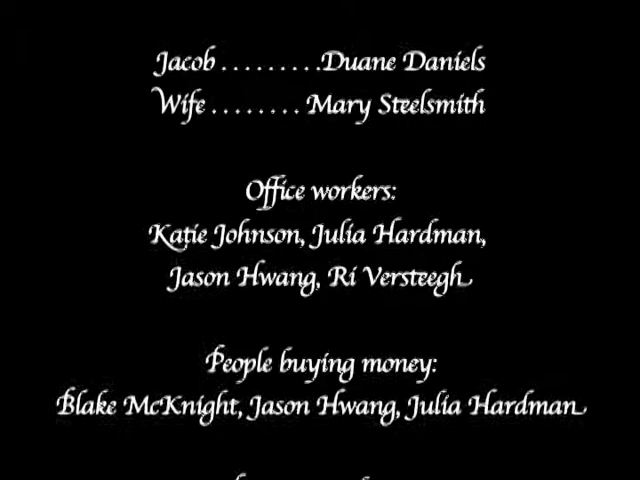 Jacob . . . . . . . . .Duane Daniels
Wife . . . . . . . . Mary Steelsmith
Office workers:
Katie Johnson, Julia Hardman,
Jason Hwang, Ri Versteegh
People buying money:
Blake McKnight, Jason Hwang, Julia Hardman